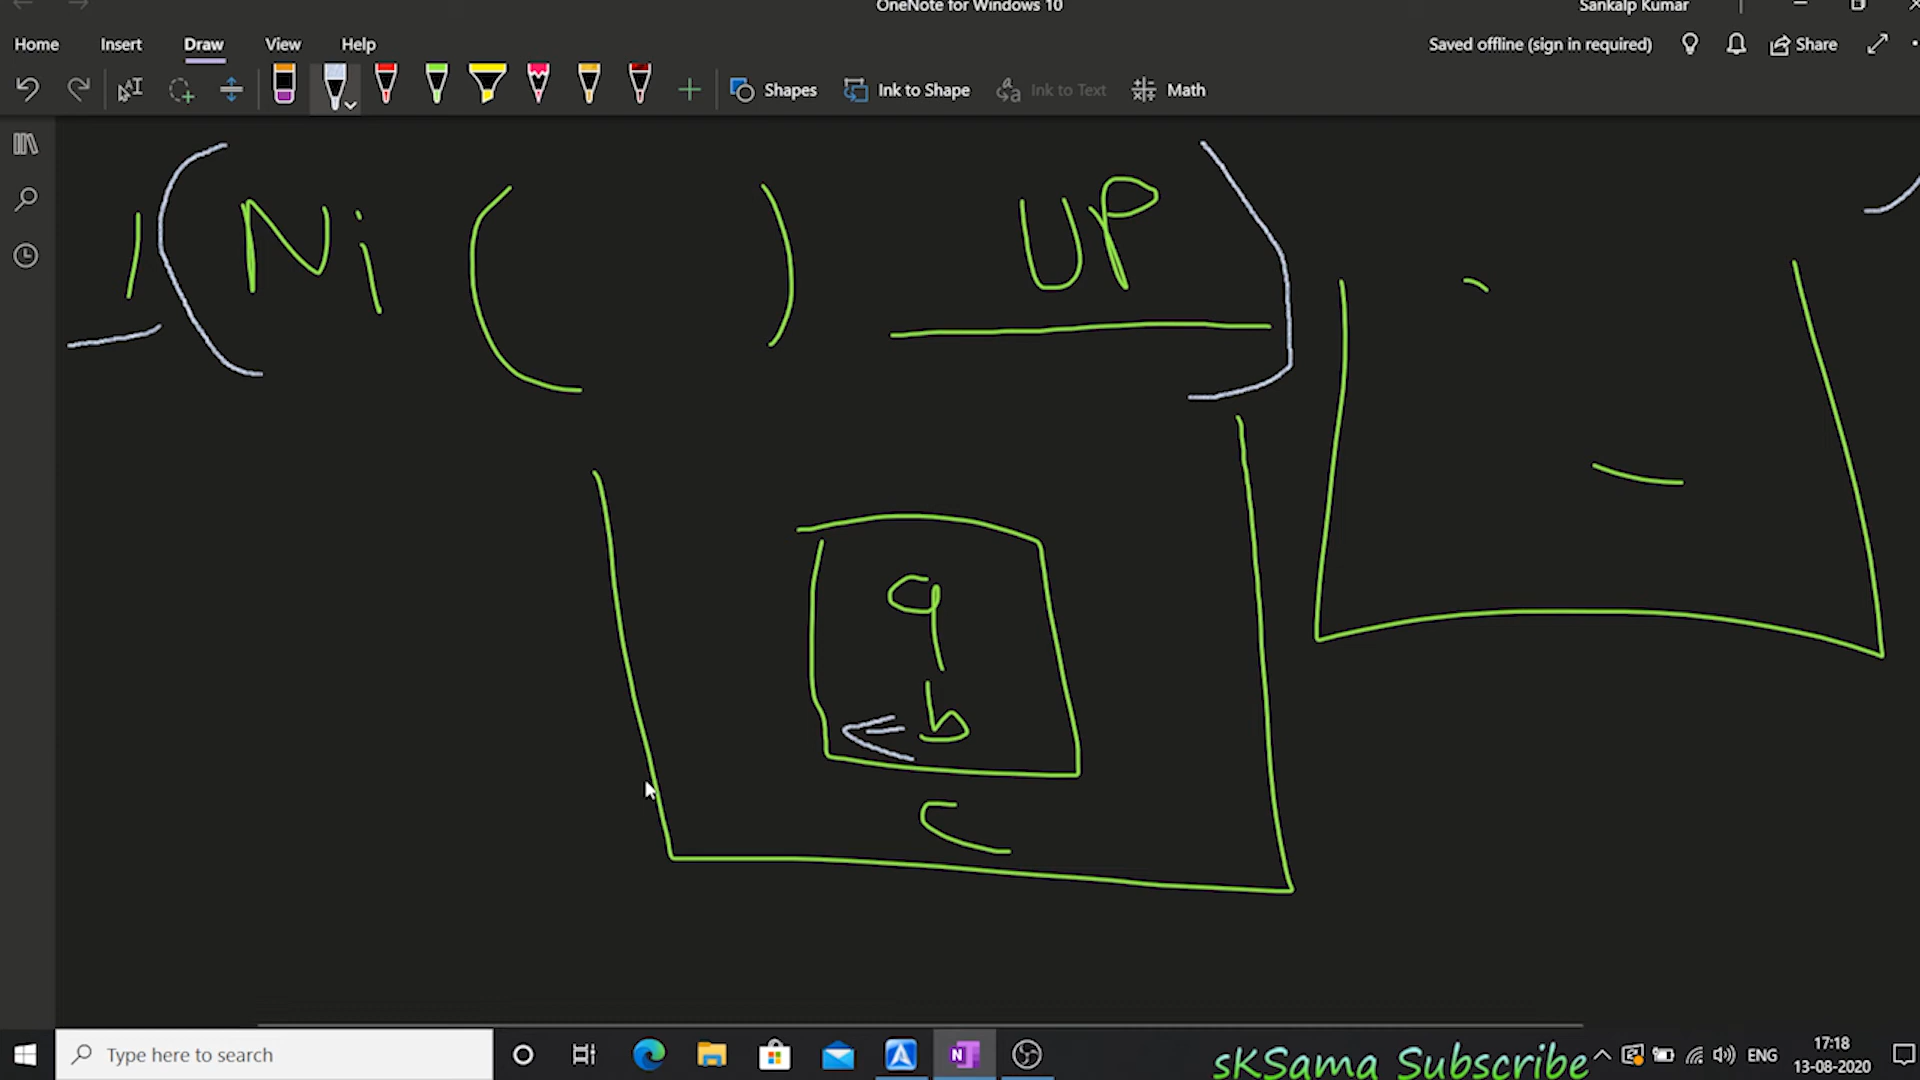 OneNote for Windows 10
Sankalp Kumar
Home Insert Draw View Help
Saved offline (sign in required) Share
Shapes Ink to Shape Ink to Text Math
1 ( Ni ( ) UP )
a
b
c
Type here to search
sKSama Subscribe
ENG
17:18
13-08-2020